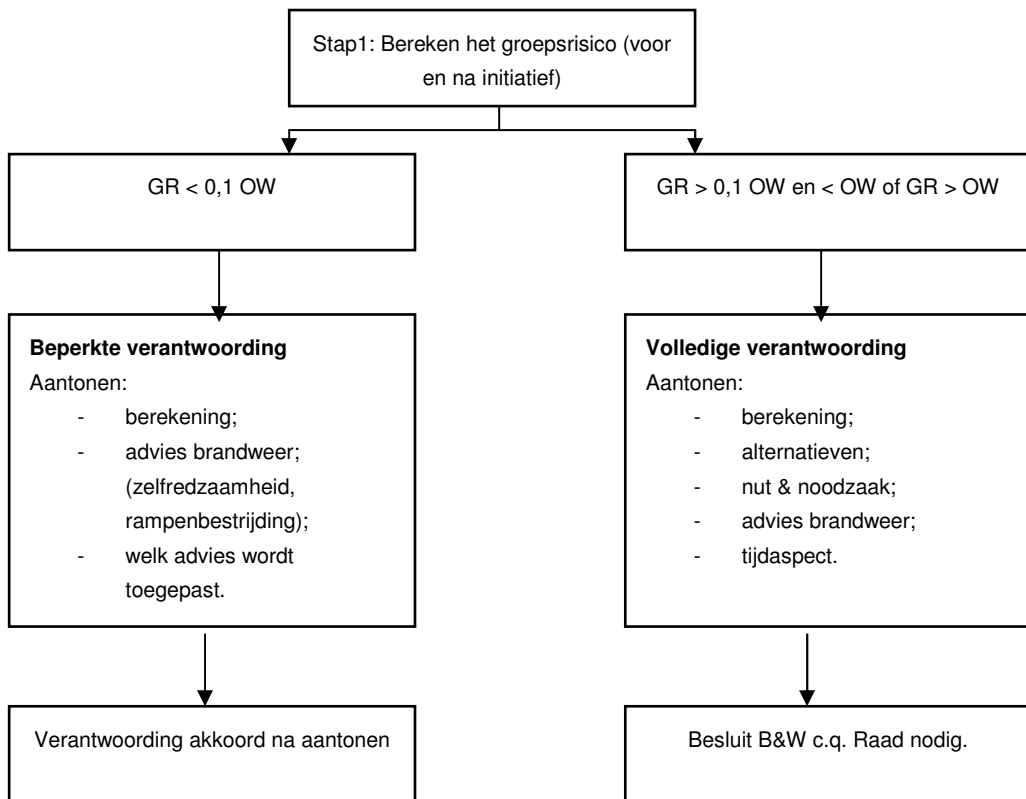 Stap1: Bereken het groepsrisico (voor
en na initiatief)
GR < 0,1 OW
GR > 0,1 OW en < OW of GR > OW
Beperkte verantwoording
Aantonen:
- berekening;
- advies brandweer;
(zelfredzaamheid,
rampenbestrijding);
- welk advies wordt
toegepast.
Volledige verantwoording
Aantonen:
- berekening;
- alternatieven;
- nut & noodzaak;
- advies brandweer;
- tijdaspect.
Verantwoording akkoord na aantonen
Besluit B&W c.q. Raad nodig.